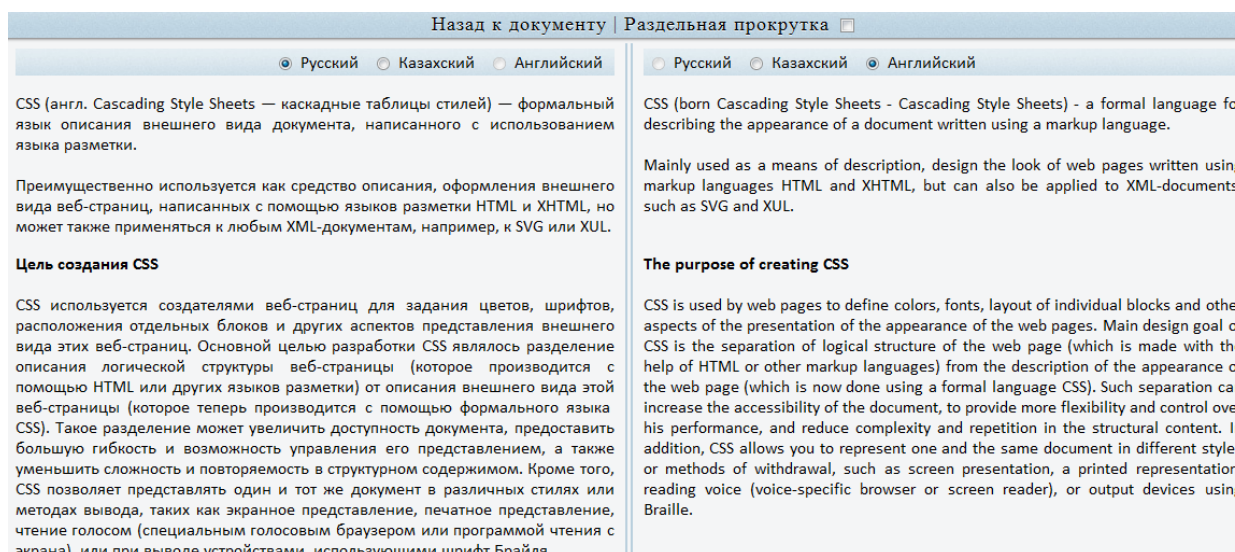 Назад к документу | Раздельная прокрутка
Русский Казахский Английский
CSS (англ. Cascading Style Sheets — каскадные таблицы стилей) — формальный
язык описания внешнего вида документа, написанного с использованием
языка разметки.
Преимущественно используется как средство описания, оформления внешнего
вида веб-страниц, написанных с помощью языков разметки HTML и XHTML, но
может также применяться к любым XML-документам, например, к SVG или XUL.
Цель создания CSS
CSS используется создателями веб-страниц для задания цветов, шрифтов,
расположения отдельных блоков и других аспектов представления внешнего
вида этих веб-страниц. Основной целью разработки CSS являлось разделение
описания логической структуры веб-страницы (которое производится с
помощью HTML или других языков разметки) от описания внешнего вида этой
веб-страницы (которое теперь производится с помощью формального языка
CSS). Такое разделение может увеличить доступность документа, предоставить
большую гибкость и возможность управления его представлением, а также
уменьшить сложность и повторяемость в структурном содержимом. Кроме того,
CSS позволяет представлять один и тот же документ в различных стилях или
методах вывода, таких как экранное представление, печатное представление,
чтение голосом (специальным голосовым браузером или программой чтения с
экрана), или при выводе устройствами, использующими шрифт Брайля.
Русский Казахский Английский
CSS (born Cascading Style Sheets - Cascading Style Sheets) - a formal language fo
describing the appearance of a document written using a markup language.
Mainly used as a means of description, design the look of web pages written using
markup languages HTML and XHTML, but can also be applied to XML-documents
such as SVG and XUL.
The purpose of creating CSS
CSS is used by web pages to define colors, fonts, layout of individual blocks and othe
aspects of the presentation of the appearance of the web pages. Main design goal o
CSS is the separation of logical structure of the web page (which is made with the
help of HTML or other markup languages) from the description of the appearance o
the web page (which is now done using a formal language CSS). Such separation ca
increase the accessibility of the document, to provide more flexibility and control ove
his performance, and reduce complexity and repetition in the structural content. I
addition, CSS allows you to represent one and the same document in different style
or methods of withdrawal, such as screen presentation, a printed representation
reading voice (voice-specific browser or screen reader), or output devices using
Braille.